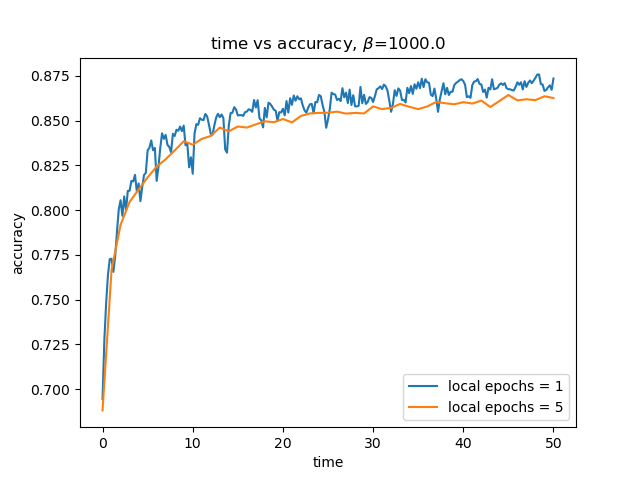 time vs accuracy, β=1000.0
accuracy
0.875
0.850
0.825
0.800
0.775
0.750
0.725
0.700
0 10 20 30 40 50
time
local epochs = 1
local epochs = 5